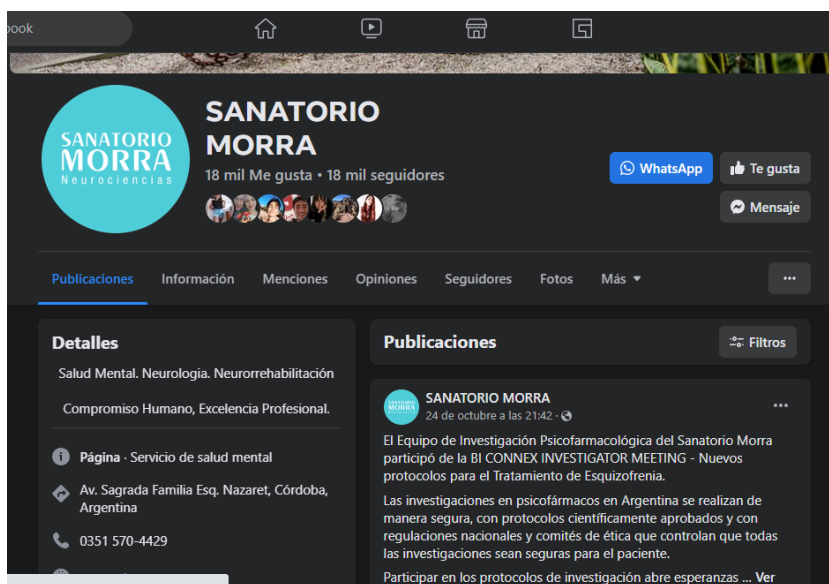 book
SANATORIO
MORRA
Neurociencias
SANATORIO
MORRA
18 mil Me gusta • 18 mil seguidores
WhatsApp
Te gusta
Mensaje
Publicaciones
Información
Menciones
Opiniones
Seguidores
Fotos
Más
Detalles
Salud Mental. Neurologia. Neurorrehabilitación
Compromiso Humano, Excelencia Profesional.
Página · Servicio de salud mental
Av. Sagrada Familia Esq. Nazaret, Córdoba,
Argentina
0351 570-4429
Publicaciones
Filtros
SANATORIO
MORRA
SANATORIO MORRA
24 de octubre a las 21:42 ·
El Equipo de Investigación Psicofarmacológica del Sanatorio Morra
participó de la BI CONNEX INVESTIGATOR MEETING - Nuevos
protocolos para el Tratamiento de Esquizofrenia.
Las investigaciones en psicofármacos en Argentina se realizan de
manera segura, con protocolos científicamente aprobados y con
regulaciones nacionales y comités de ética que controlan que todas
las investigaciones sean seguras para el paciente.
Participar en los protocolos de investigación abre esperanzas ... Ver